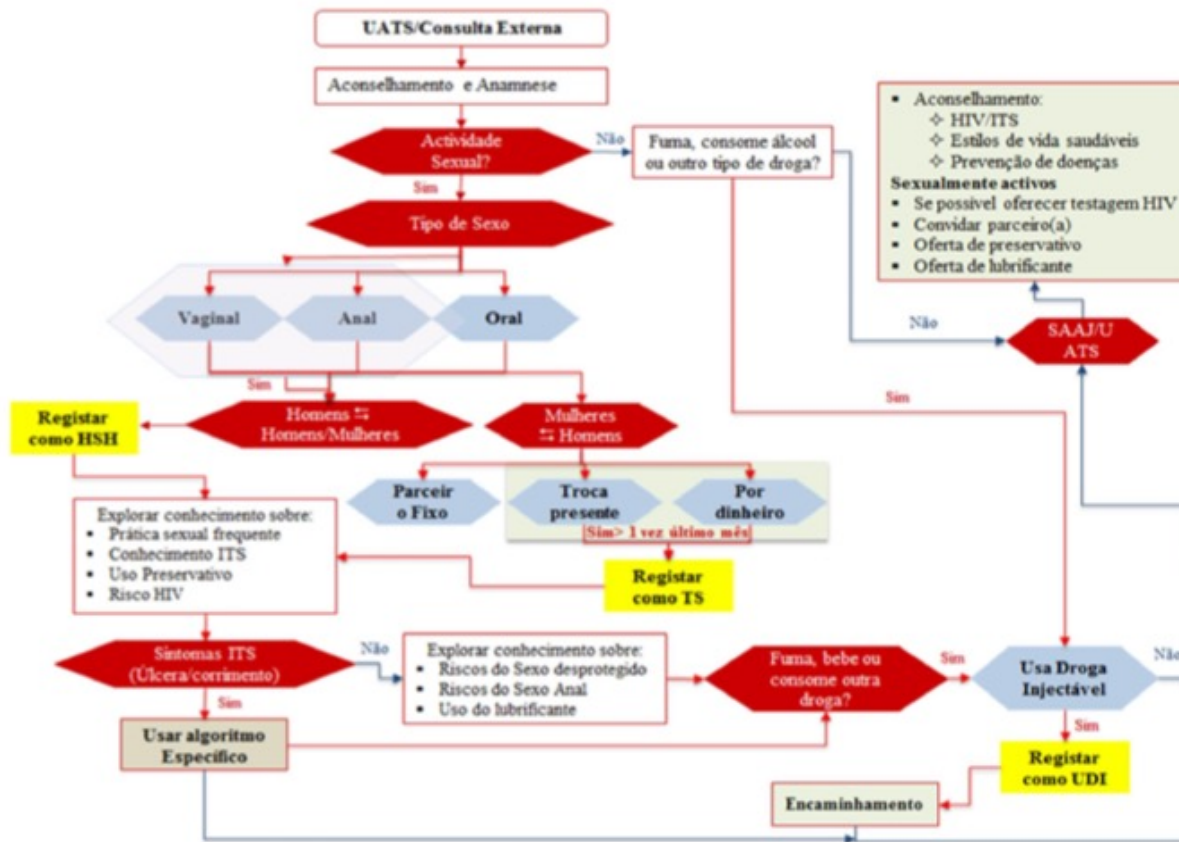 UATS/Consulta Externa
Aconselhamento e Anamnese
Actividade
Sexual?
Não
Fuma, consome álcool
ou outro tipo de droga?
▪ Aconselhamento:
✧ HIV/ITS
✧ Estilos de vida saudáveis
✧ Prevenção de doenças
Sexualmente activos
▪ Se possível oferecer testagem HIV
▪ Convidar parceiro(a)
▪ Oferta de preservativo
▪ Oferta de lubrificante
Sim
Tipo de Sexo
Vaginal
Anal
Oral
Não
SAAJ/U
ATS
Sim
Sim
Registar
como HSH
Homens ⇆
Homens/Mulheres
Mulheres
⇆ Homens
Parceir
o Fixo
Troca
presente
Por
dinheiro
Sim> 1 vez último mês
Registar
como TS
Explorar conhecimento sobre:
▪ Prática sexual frequente
▪ Conhecimento ITS
▪ Uso Preservativo
▪ Risco HIV
Sintomas ITS
(Úlcera/corrimento)
Não
Explorar conhecimento sobre:
▪ Riscos do Sexo desprotegido
▪ Riscos do Sexo Anal
▪ Uso do lubrificante
Fuma, bebe ou
consome outra
droga?
Sim
Usa Droga
Injectável
Não
Sim
Usar algoritmo
Específico
Sim
Registar
como UDI
Encaminhamento